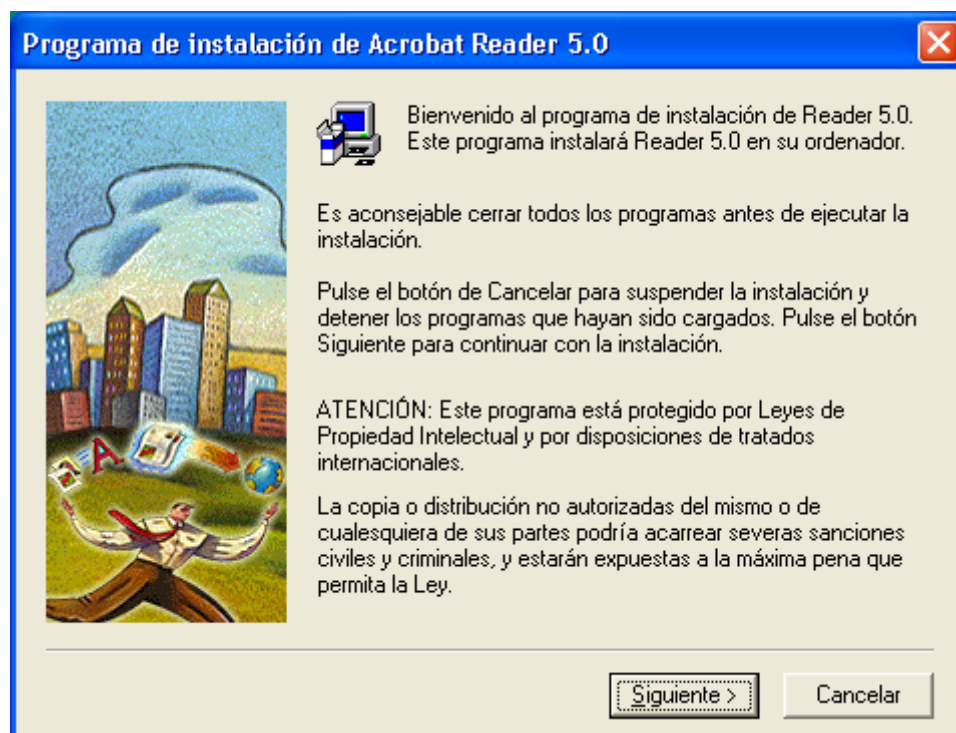 Programa de instalación de Acrobat Reader 5.0
Bienvenido al programa de instalación de Reader 5.0.
Este programa instalará Reader 5.0 en su ordenador.
Es aconsejable cerrar todos los programas antes de ejecutar la
instalación.
Pulse el botón de Cancelar para suspender la instalación y
detener los programas que hayan sido cargados. Pulse el botón
Siguiente para continuar con la instalación.
ATENCIÓN: Este programa está protegido por Leyes de
Propiedad Intelectual y por disposiciones de tratados
internacionales.
La copia o distribución no autorizadas del mismo o de
cualesquiera de sus partes podría acarrear severas sanciones
civiles y criminales, y estarán expuestas a la máxima pena que
permita la Ley.
A
Siguiente >
Cancelar